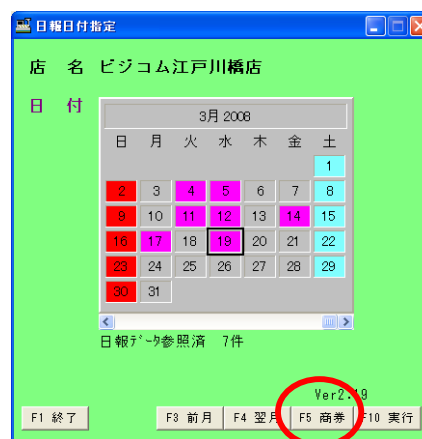 日報日付指定
店 名 ビジコム江戸川橋店
日 付
3月 2008
日 月 火 水 木 金 土
1
2 3 4 5 6 7 8
9 10 11 12 13 14 15
16 17 18 19 20 21 22
23 24 25 26 27 28 29
30 31
日報ﾃﾞｰﾀ参照済 7件
Ver2.19
F1 終了 F3 前月 F4 翌月 F5 商券 F10 実行